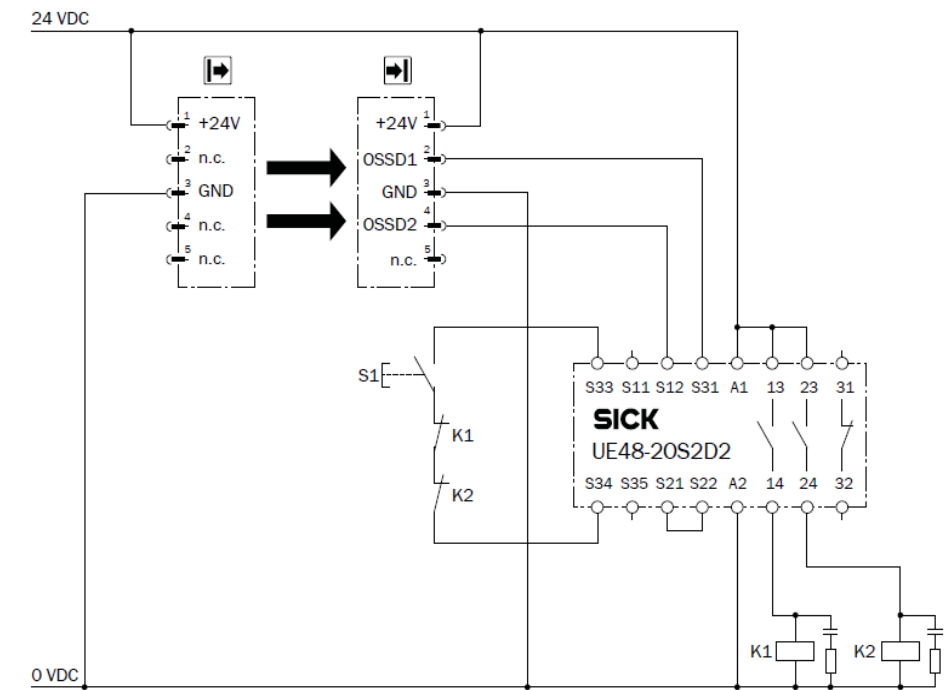 24 VDC
1 +24V
2 n.c.
3 GND
4 n.c.
5 n.c.
+24V 1
OSSD1 2
GND 3
OSSD2 4
n.c. 5
S1
K1
K2
S33 S11 S12 S31 A1 13 23 31
SICK
UE48-2OS2D2
S34 S35 S21 S22 A2 14 24 32
K1
K2
0 VDC